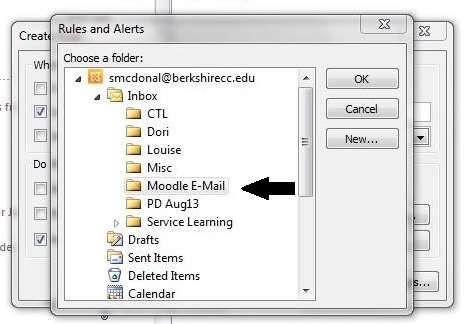 Rules and Alerts
Create
Choose a folder:
smcdonal@berkshirecc.edu
OK
Inbox
CTL
Cancel
Dori
Louise
New...
Misc
Do
Moodle E-Mail
PD Aug13
Service Learning
Drafts
Sent Items
Deleted Items
Calendar